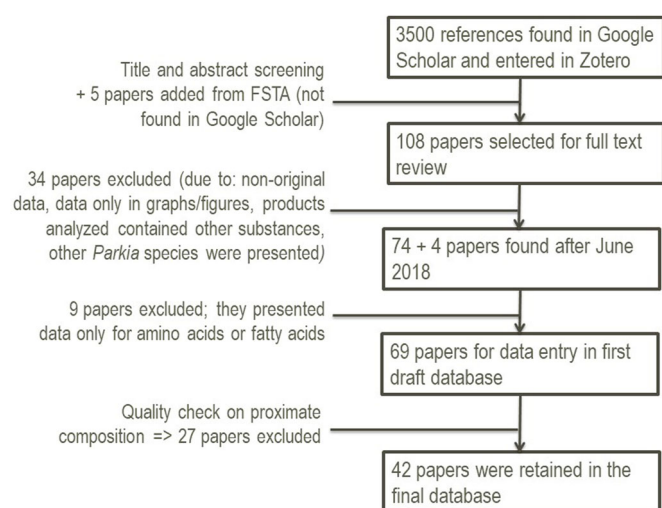 3500 references found in Google
Scholar and entered in Zotero
Title and abstract screening
+ 5 papers added from FSTA (not
found in Google Scholar)
108 papers selected for full text
review
34 papers excluded (due to: non-original
data, data only in graphs/figures, products
analyzed contained other substances,
other Parkia species were presented)
74 + 4 papers found after June
2018
9 papers excluded; they presented
data only for amino acids or fatty acids
69 papers for data entry in first
draft database
Quality check on proximate
composition => 27 papers excluded
42 papers were retained in the
final database